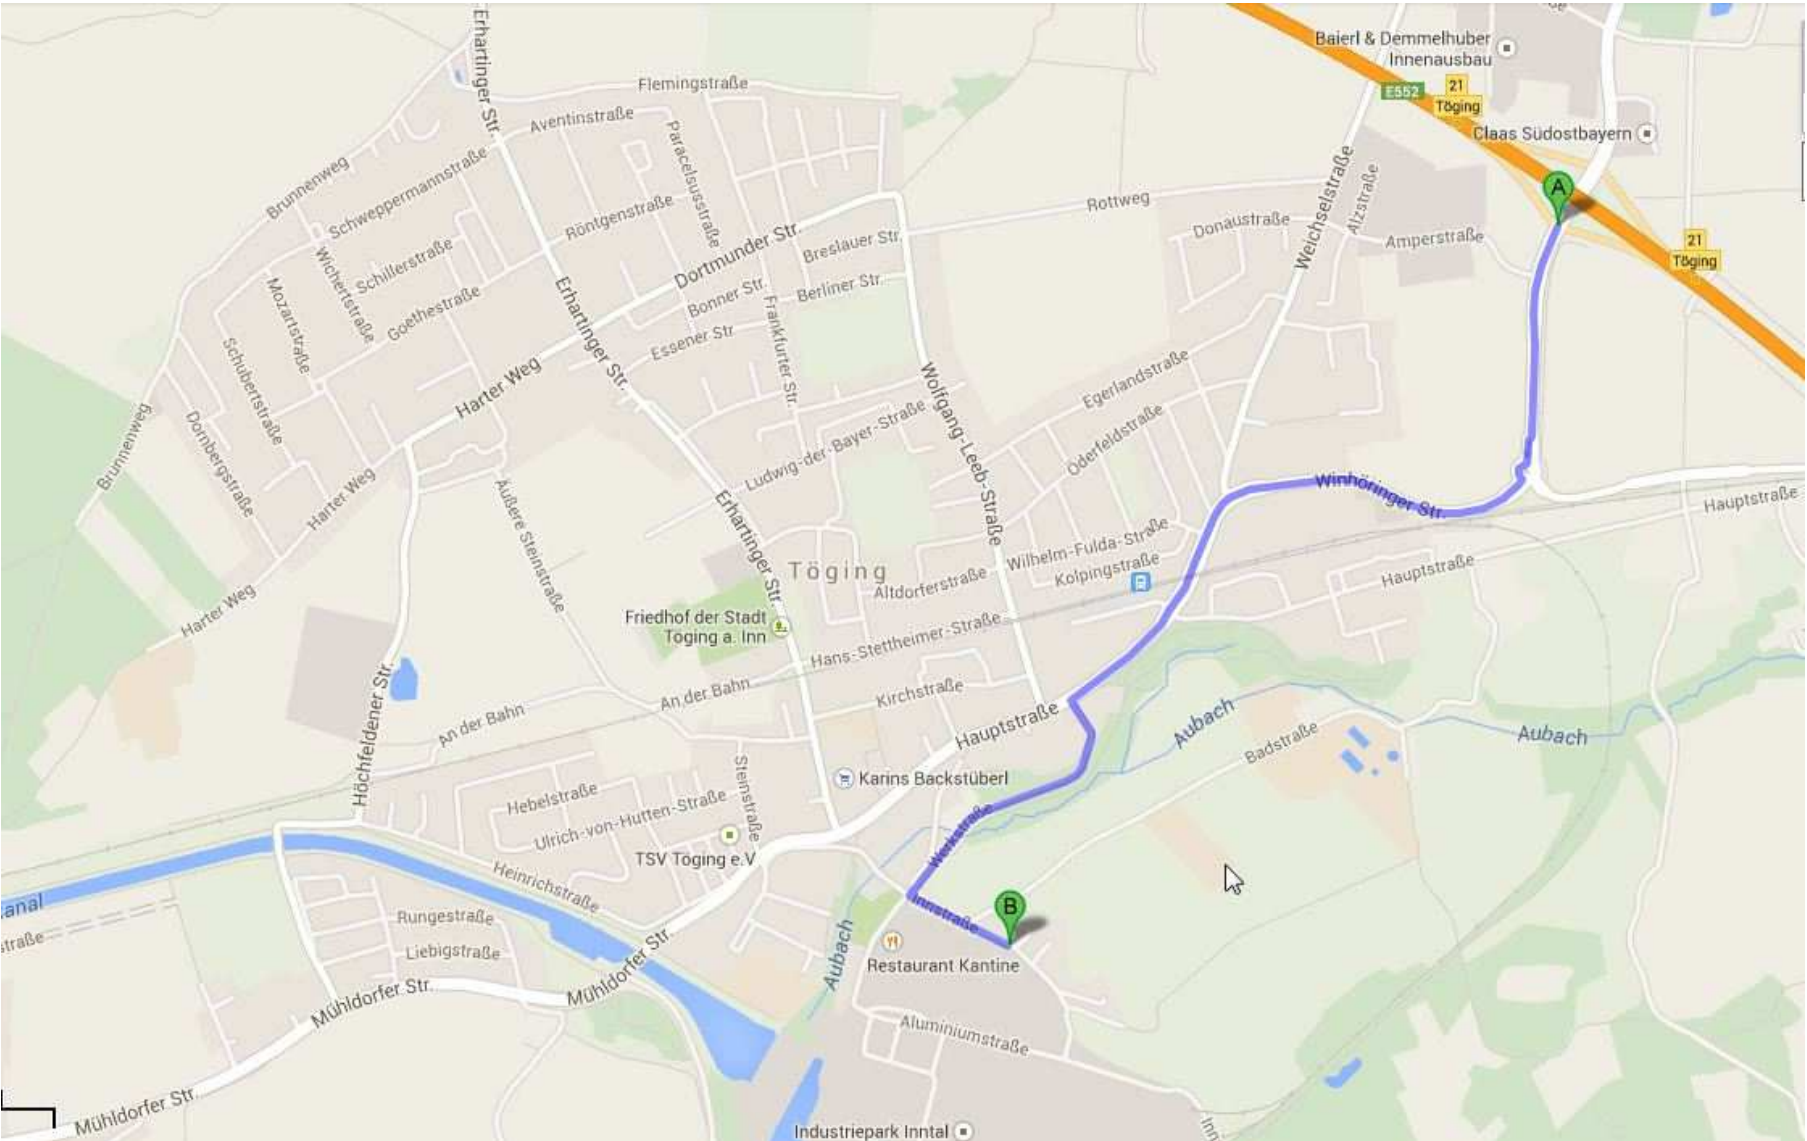 Erhartinger Str.
Flemingstraße
Baierl & Demmelhuber
Innenausbau
E552
21
Töging
Claas Südostbayern
A
21
Töging
Aventinstraße
Paracelsusstraße
Brunnenweg
Schweppermannstraße
Röntgenstraße
Dortmunder Str.
Breslauer Str.
Rottweg
Donaustraße
Weichselstraße
Alzstraße
Amperstraße
Wichertstraße
Schillerstraße
Mozartstraße
Goethestraße
Bonner Str.
Berliner Str.
Essener Str
Frankfurter Str.
Erhartinger Str.
Schubertstraße
Harter Weg
Wolfgang-Leeb-Straße
Egerlandstraße
Oderfeldstraße
Ludwig-der-Bayer-Straße
Dornbergstraße
Brunnenweg
Harter Weg
Äußere Steinstraße
Erhartinger Str.
Winhöringer Str.
Hauptstraße
Töging
Wilhelm-Fulda-Straße
Kolpingstraße
Altdorferstraße
Hauptstraße
Harter Weg
Friedhof der Stadt
Töging a. Inn
Hans-Stettheimer-Straße
An der Bahn
Kirchstraße
Höchfeldener Str.
An der Bahn
Hauptstraße
Aubach
Badstraße
Aubach
Karins Backstüberl
Steinstraße
Hebelstraße
Ulrich-von-Hutten-Straße
TSV Töging e.V
Werkstraße
Heinrichstraße
anal
straße
Rungestraße
Liebigstraße
Innstraße
B
Restaurant Kantine
Aubach
Mühldorfer Str.
Mühldorfer Str.
Aluminiumstraße
Mühldorfer Str.
Industriepark Inntal
Inn